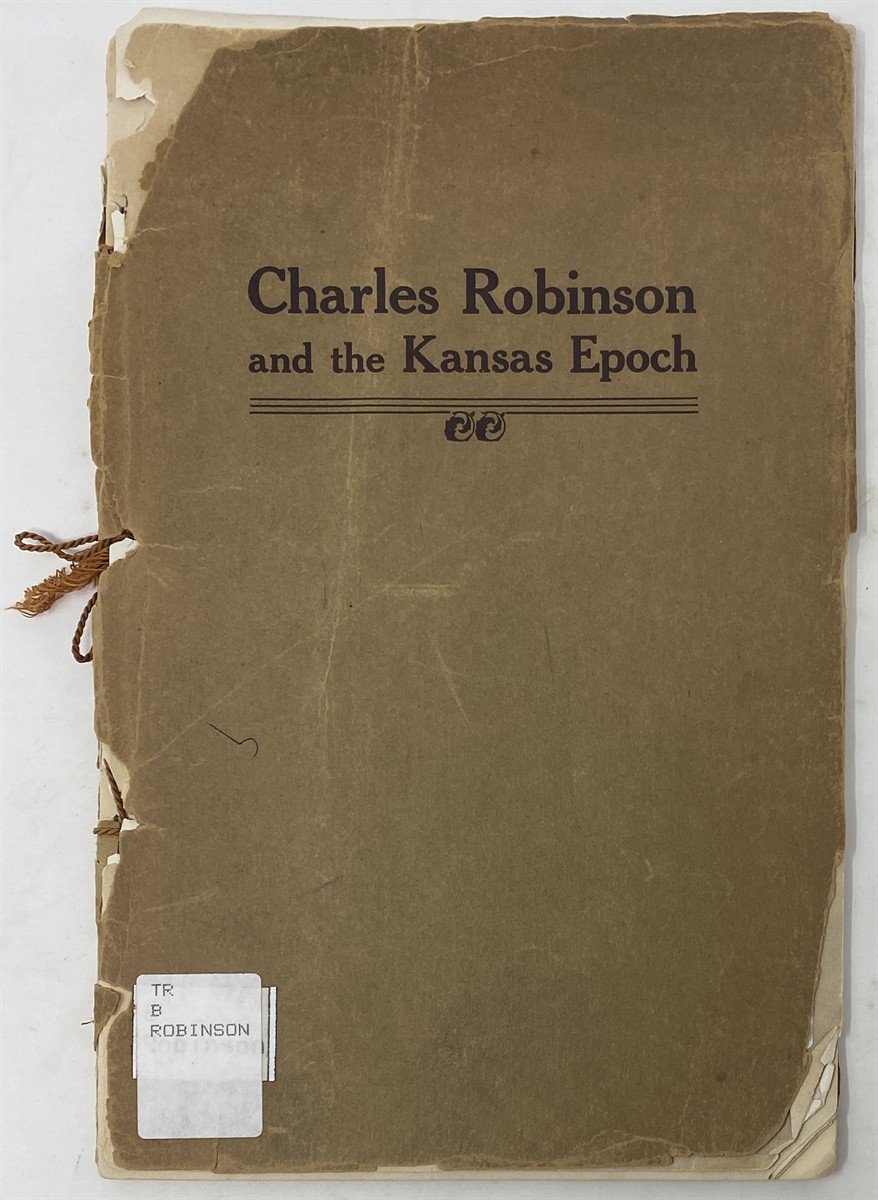 Charles Robinson
and the Kansas Epoch
TR
B
ROBINSON